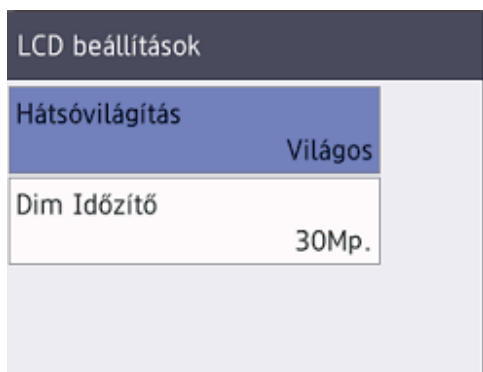 LCD beállítások
Hátsóvilágítás
Világos
Dim Időzítő
30Mp.